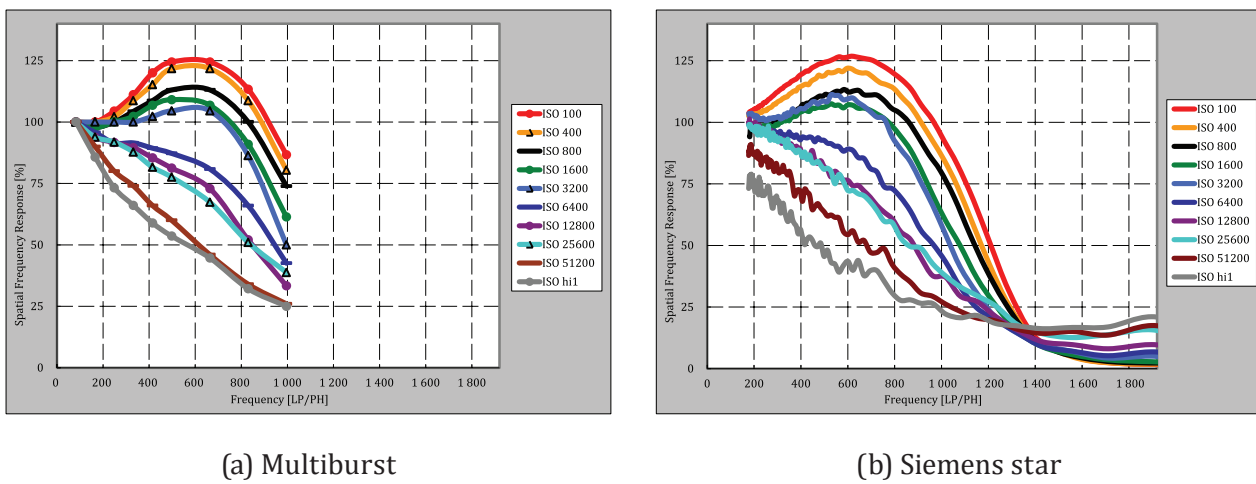 125
100
75
50
25
0
Spatial Frequency Response [%]
0 200 400 600 800 1 000 1 200 1 400 1 600 1 800
Frequency [LP/PH]
ISO 100
ISO 400
ISO 800
ISO 1600
ISO 3200
ISO 6400
ISO 12800
ISO 25600
ISO 51200
ISO hi1
(a) Multiburst
125
100
75
50
25
0
Spatial Frequency Response [%]
0 200 400 600 800 1 000 1 200 1 400 1 600 1 800
Frequency [LP/PH]
ISO 100
ISO 400
ISO 800
ISO 1600
ISO 3200
ISO 6400
ISO 12800
ISO 25600
ISO 51200
ISO hi1
(b) Siemens star